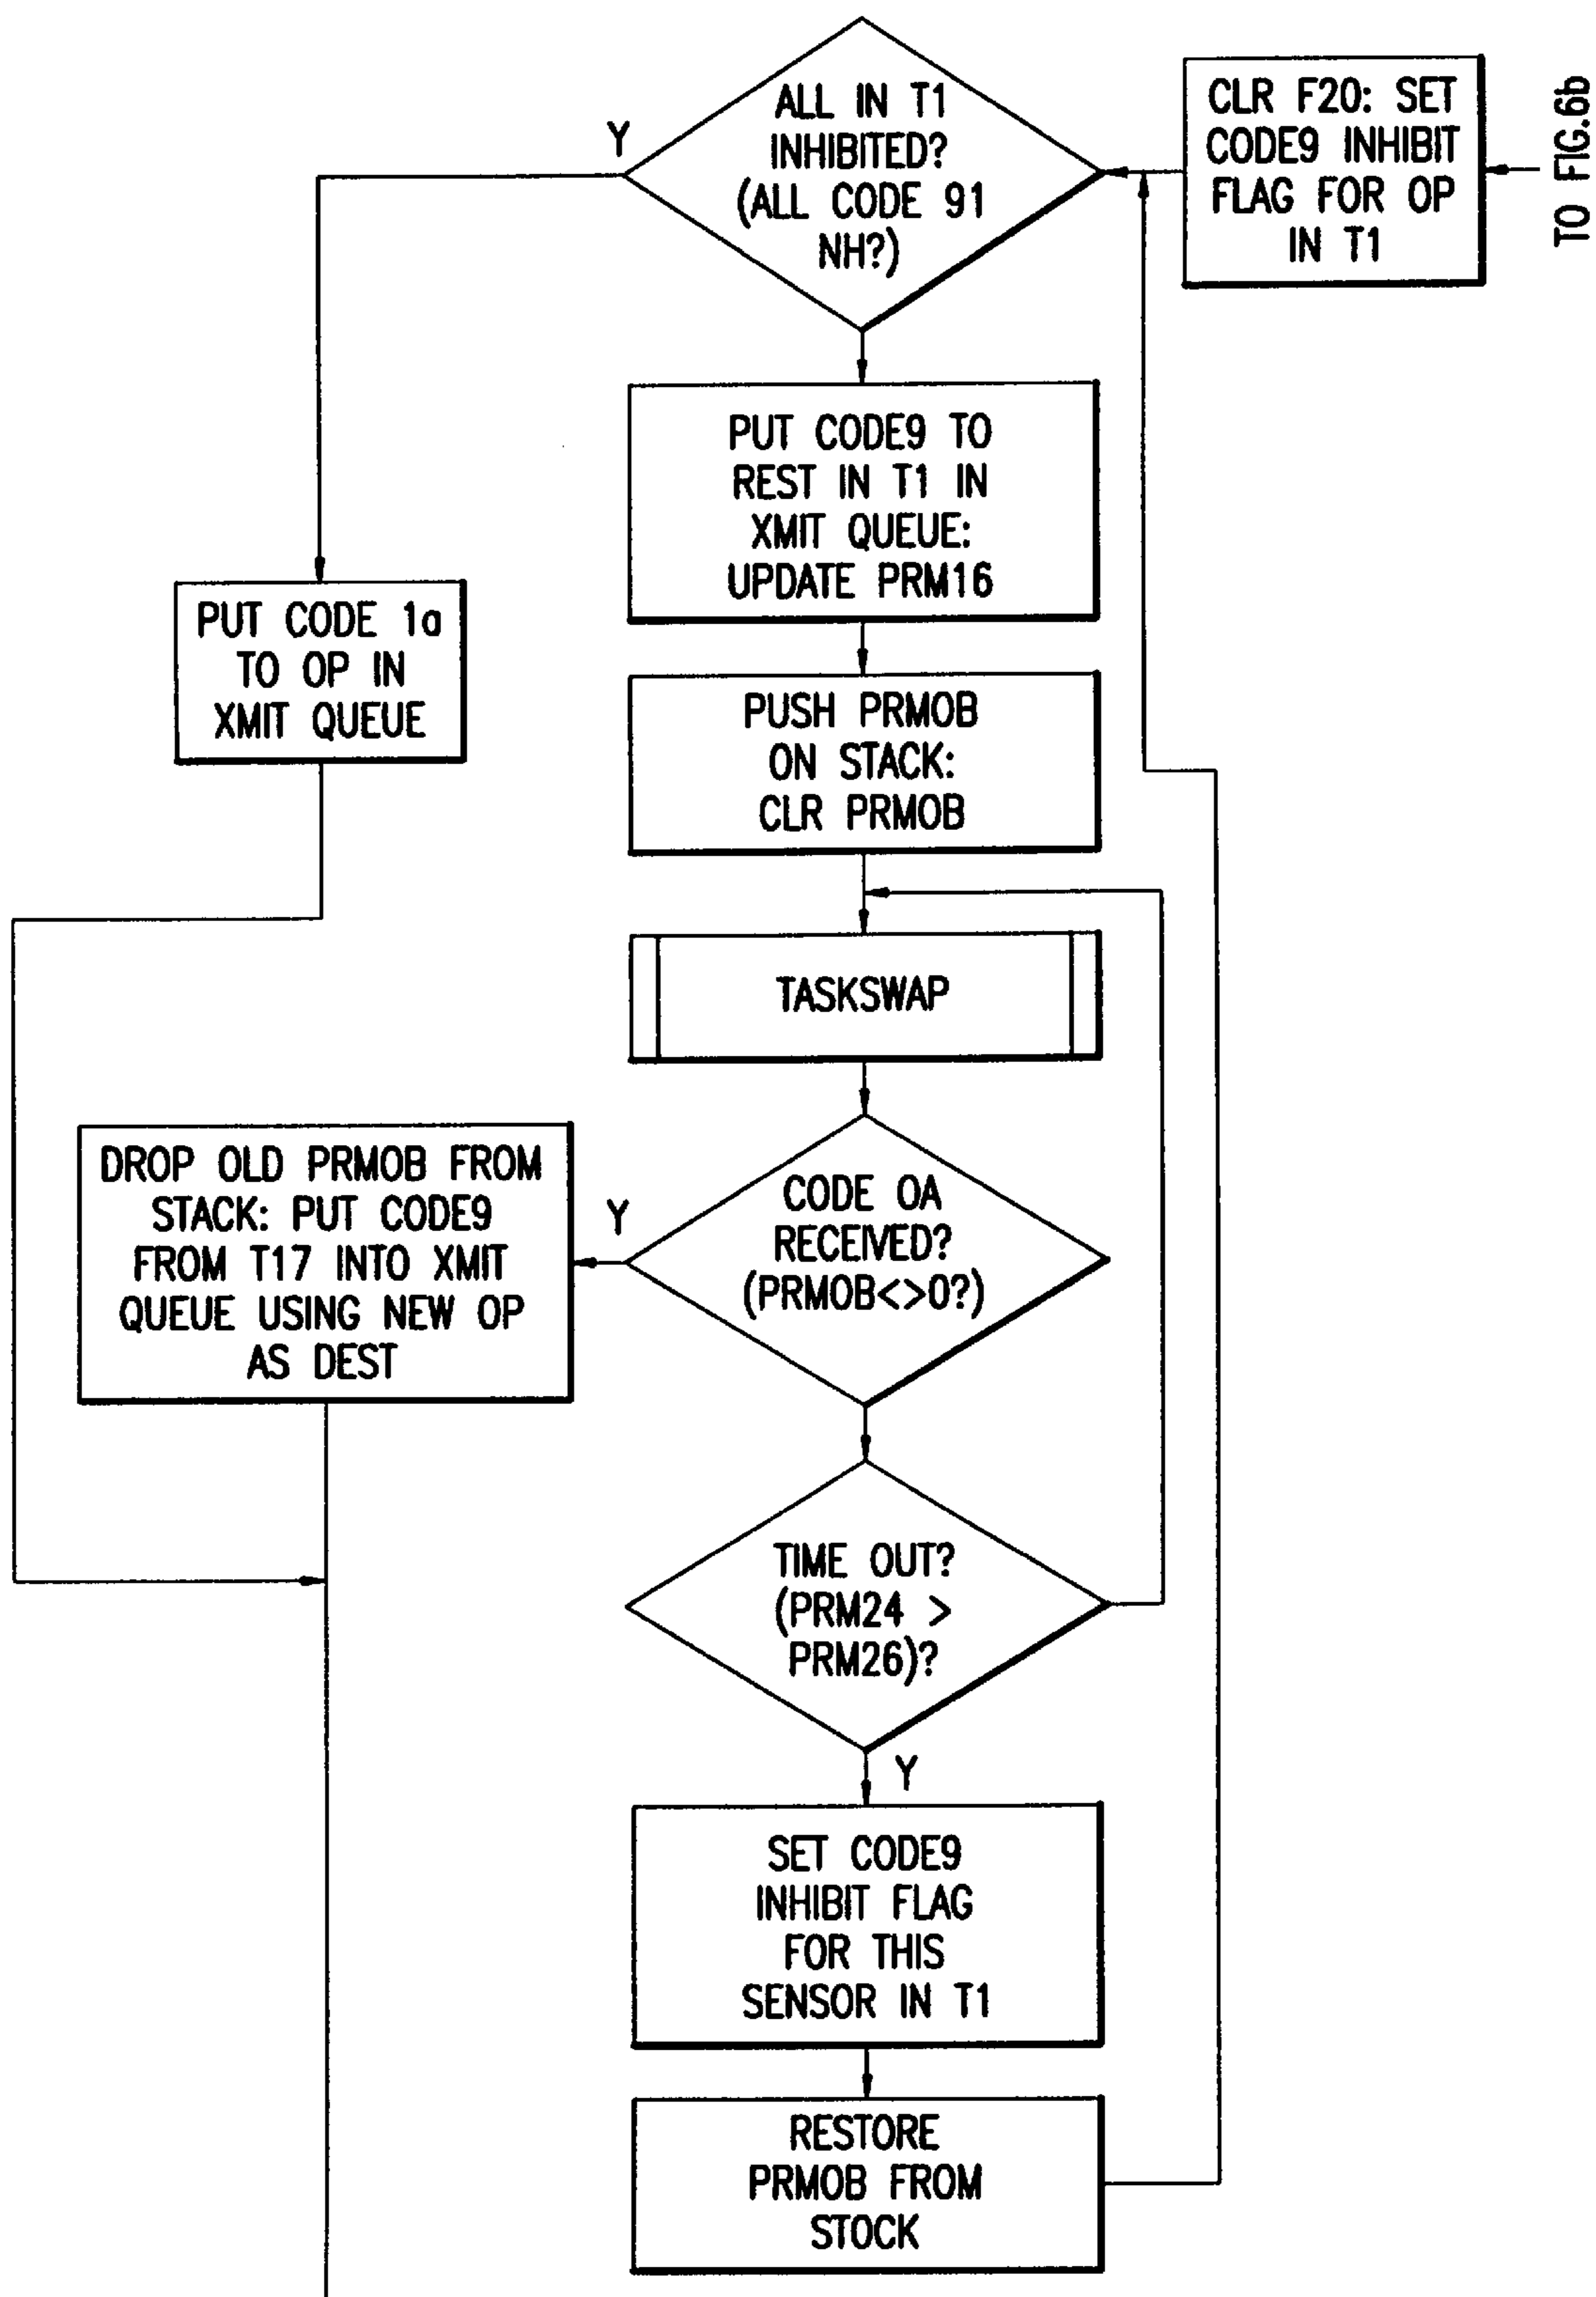 ALL IN T1
INHIBITED?
(ALL CODE 91
NH?)
Y
CLR F20: SET
CODE9 INHIBIT
FLAG FOR OP
IN T1
TO FIG.6b
PUT CODE9 TO
REST IN T1 IN
XMIT QUEUE:
UPDATE PRM16
PUT CODE 1a
TO OP IN
XMIT QUEUE
PUSH PRMOB
ON STACK:
CLR PRMOB
TASKSWAP
DROP OLD PRMOB FROM
STACK: PUT CODE9
FROM T17 INTO XMIT
QUEUE USING NEW OP
AS DEST
Y
CODE OA
RECEIVED?
(PRMOB<>0?)
TIME OUT?
(PRM24 >
PRM26)?
Y
SET CODE9
INHIBIT FLAG
FOR THIS
SENSOR IN T1
RESTORE
PRMOB FROM
STOCK